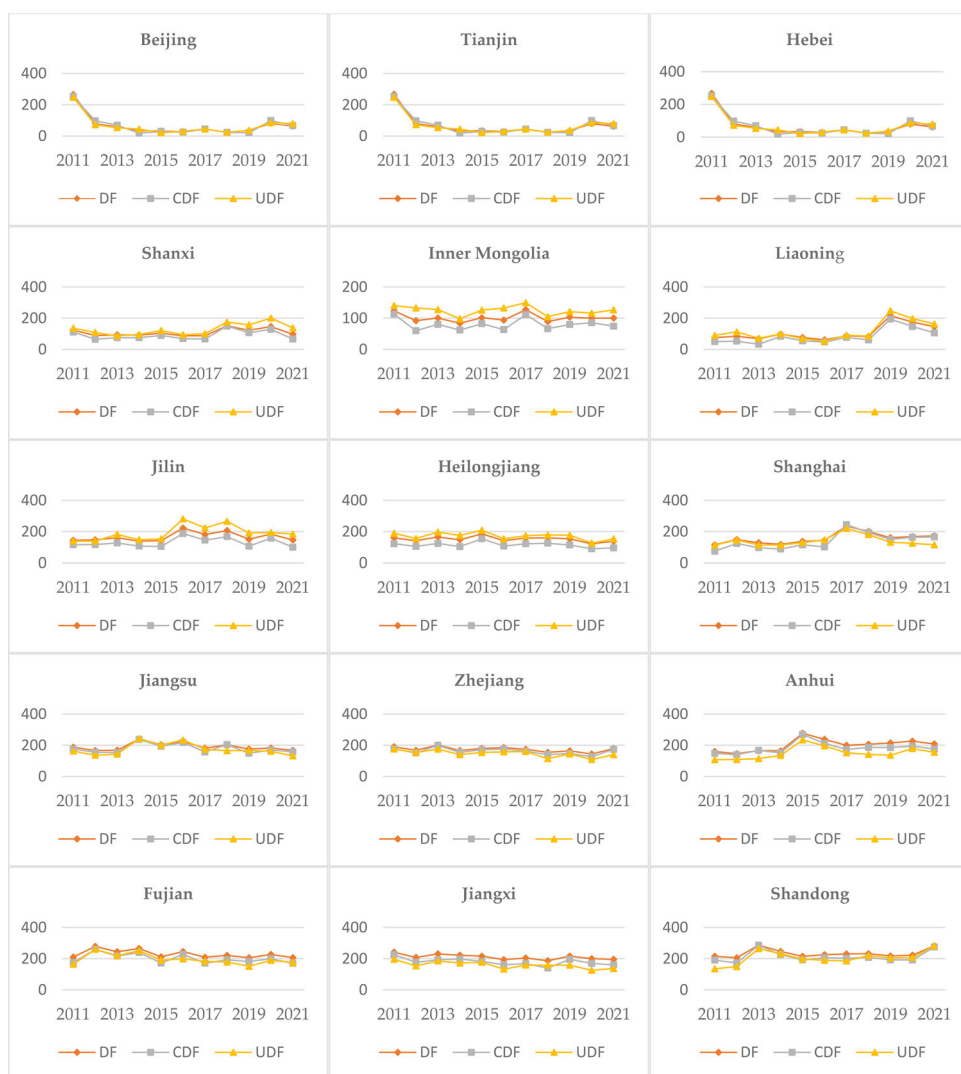 Beijing
Tianjin
Hebei
400
200
0
2011 2013 2015 2017 2019 2021
DF CDF UDF
400
200
0
2011 2013 2015 2017 2019 2021
DF CDF UDF
400
200
0
2011 2013 2015 2017 2019 2021
DF CDF UDF
Shanxi
Inner Mongolia
Liaoning
400
200
0
2011 2013 2015 2017 2019 2021
DF CDF UDF
200
100
0
2011 2013 2015 2017 2019 2021
DF CDF UDF
400
200
0
2011 2013 2015 2017 2019 2021
DF CDF UDF
Jilin
Heilongjiang
Shanghai
400
200
0
2011 2013 2015 2017 2019 2021
DF CDF UDF
400
200
0
2011 2013 2015 2017 2019 2021
DF CDF UDF
400
200
0
2011 2013 2015 2017 2019 2021
DF CDF UDF
Jiangsu
Zhejiang
Anhui
400
200
0
2011 2013 2015 2017 2019 2021
DF CDF UDF
400
200
0
2011 2013 2015 2017 2019 2021
DF CDF UDF
400
200
0
2011 2013 2015 2017 2019 2021
DF CDF UDF
Fujian
Jiangxi
Shandong
400
200
0
2011 2013 2015 2017 2019 2021
DF CDF UDF
400
200
0
2011 2013 2015 2017 2019 2021
DF CDF UDF
400
200
0
2011 2013 2015 2017 2019 2021
DF CDF UDF